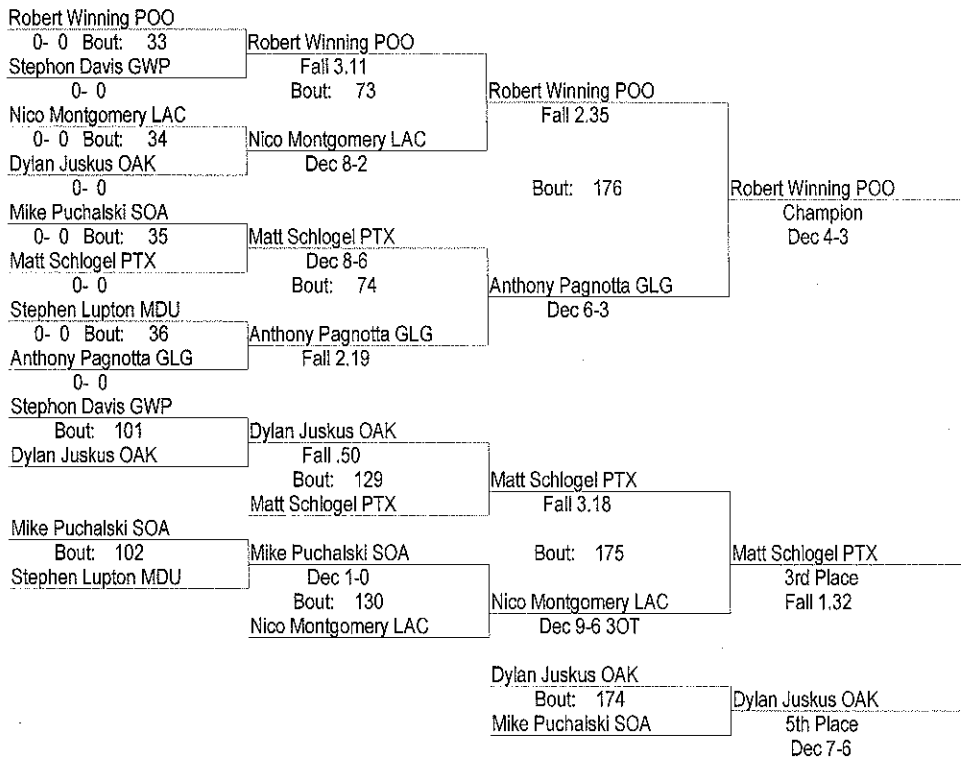 Robert Winning POO
0- 0 Bout: 33
Stephon Davis GWP
0- 0
Nico Montgomery LAC
0- 0 Bout: 34
Dylan Juskus OAK
0- 0
Mike Puchalski SOA
0- 0 Bout: 35
Matt Schlogel PTX
0- 0
Stephen Lupton MDU
0- 0 Bout: 36
Anthony Pagnotta GLG
0- 0
Robert Winning POO
Fall 3.11
Bout: 73
Nico Montgomery LAC
Dec 8-2
Matt Schlogel PTX
Dec 8-6
Bout: 74
Anthony Pagnotta GLG
Fall 2.19
Robert Winning POO
Fall 2.35
Bout: 176
Anthony Pagnotta GLG
Dec 6-3
Robert Winning POO
Champion
Dec 4-3
Stephon Davis GWP
Bout: 101
Dylan Juskus OAK
Mike Puchalski SOA
Bout: 102
Stephen Lupton MDU
Dylan Juskus OAK
Fall .50
Bout: 129
Matt Schlogel PTX
Mike Puchalski SOA
Dec 1-0
Bout: 130
Nico Montgomery LAC
Matt Schlogel PTX
Fall 3.18
Bout: 175
Nico Montgomery LAC
Dec 9-6 3OT
Matt Schlogel PTX
3rd Place
Fall 1.32
Dylan Juskus OAK
Bout: 174
Mike Puchalski SOA
Dylan Juskus OAK
5th Place
Dec 7-6